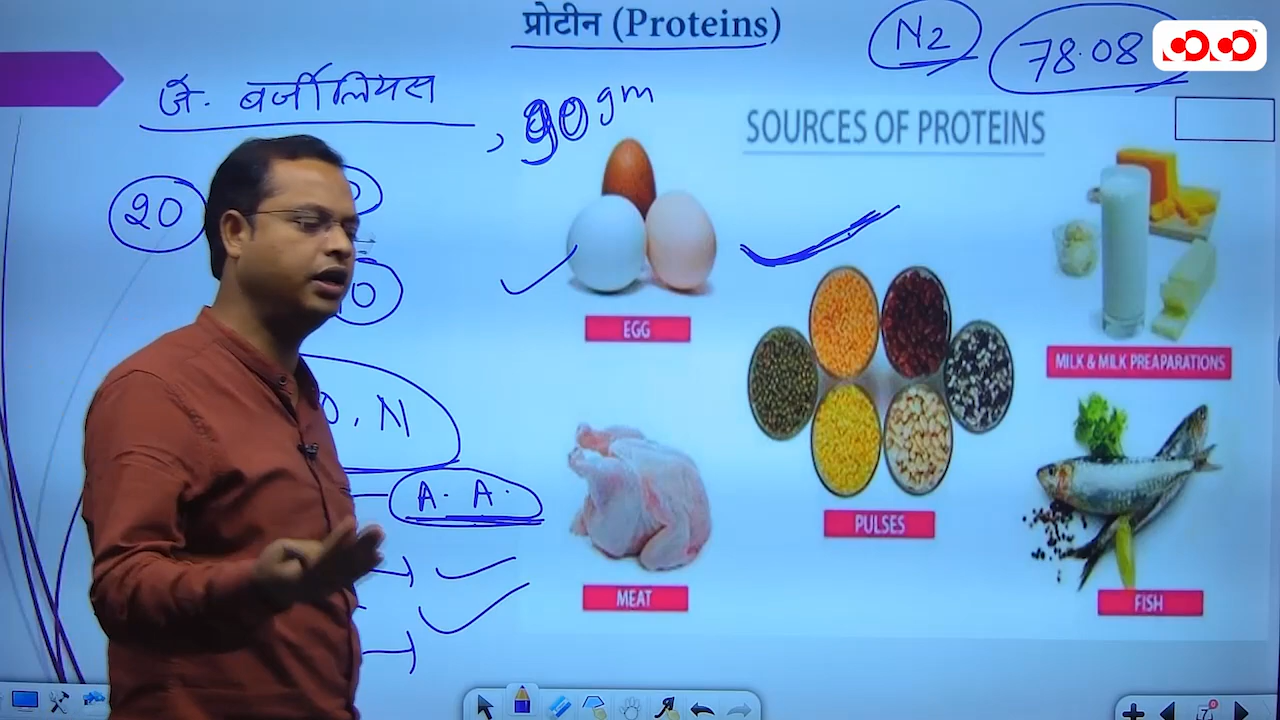 प्रोटीन (Proteins)
N2
78.08
जे. बर्जीलियस
, 90 gm
SOURCES OF PROTEINS
20
EGG
O, N
MILK & MILK PREAPARATIONS
A. A.
PULSES
MEAT
FISH